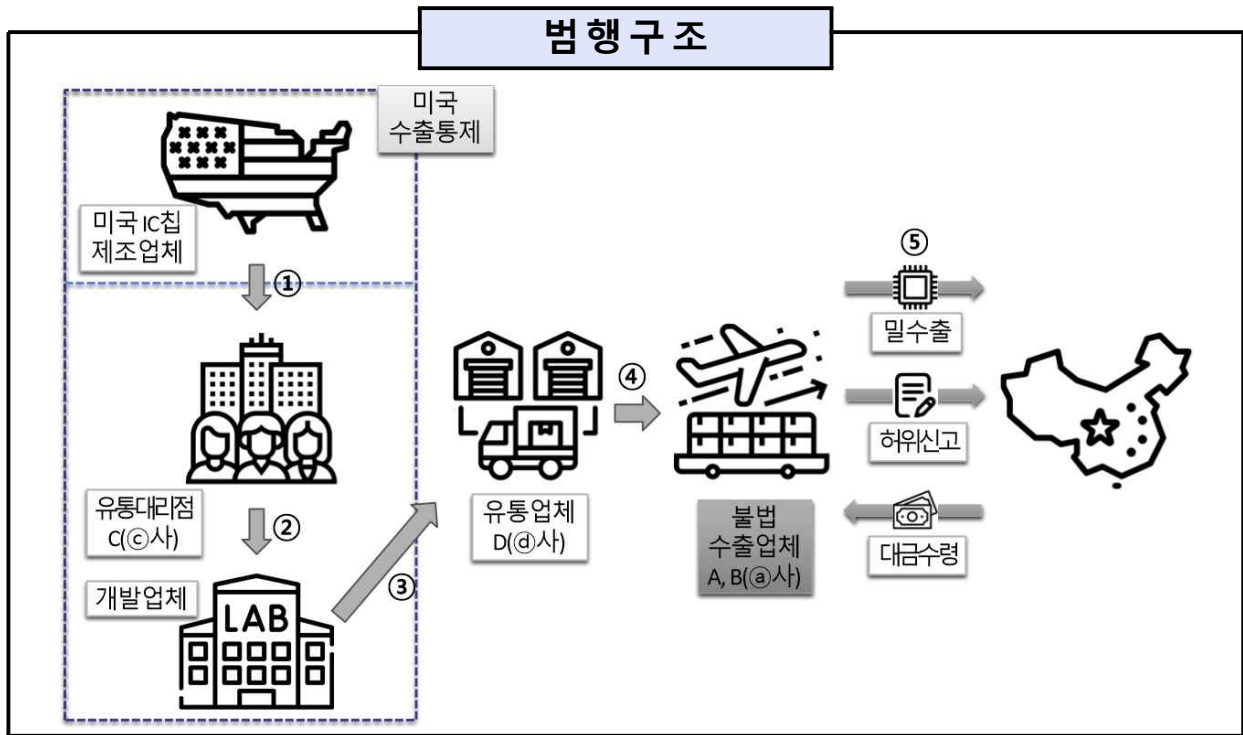 범행구조
미국
수출통제
미국 IC칩
제조업체
①
유통대리점
C(ⓒ사)
②
개발업체
LAB
③
유통업체
D(ⓓ사)
④
불법
수출업체
A, B(ⓐ사)
⑤
밀수출
허위신고
대금수령